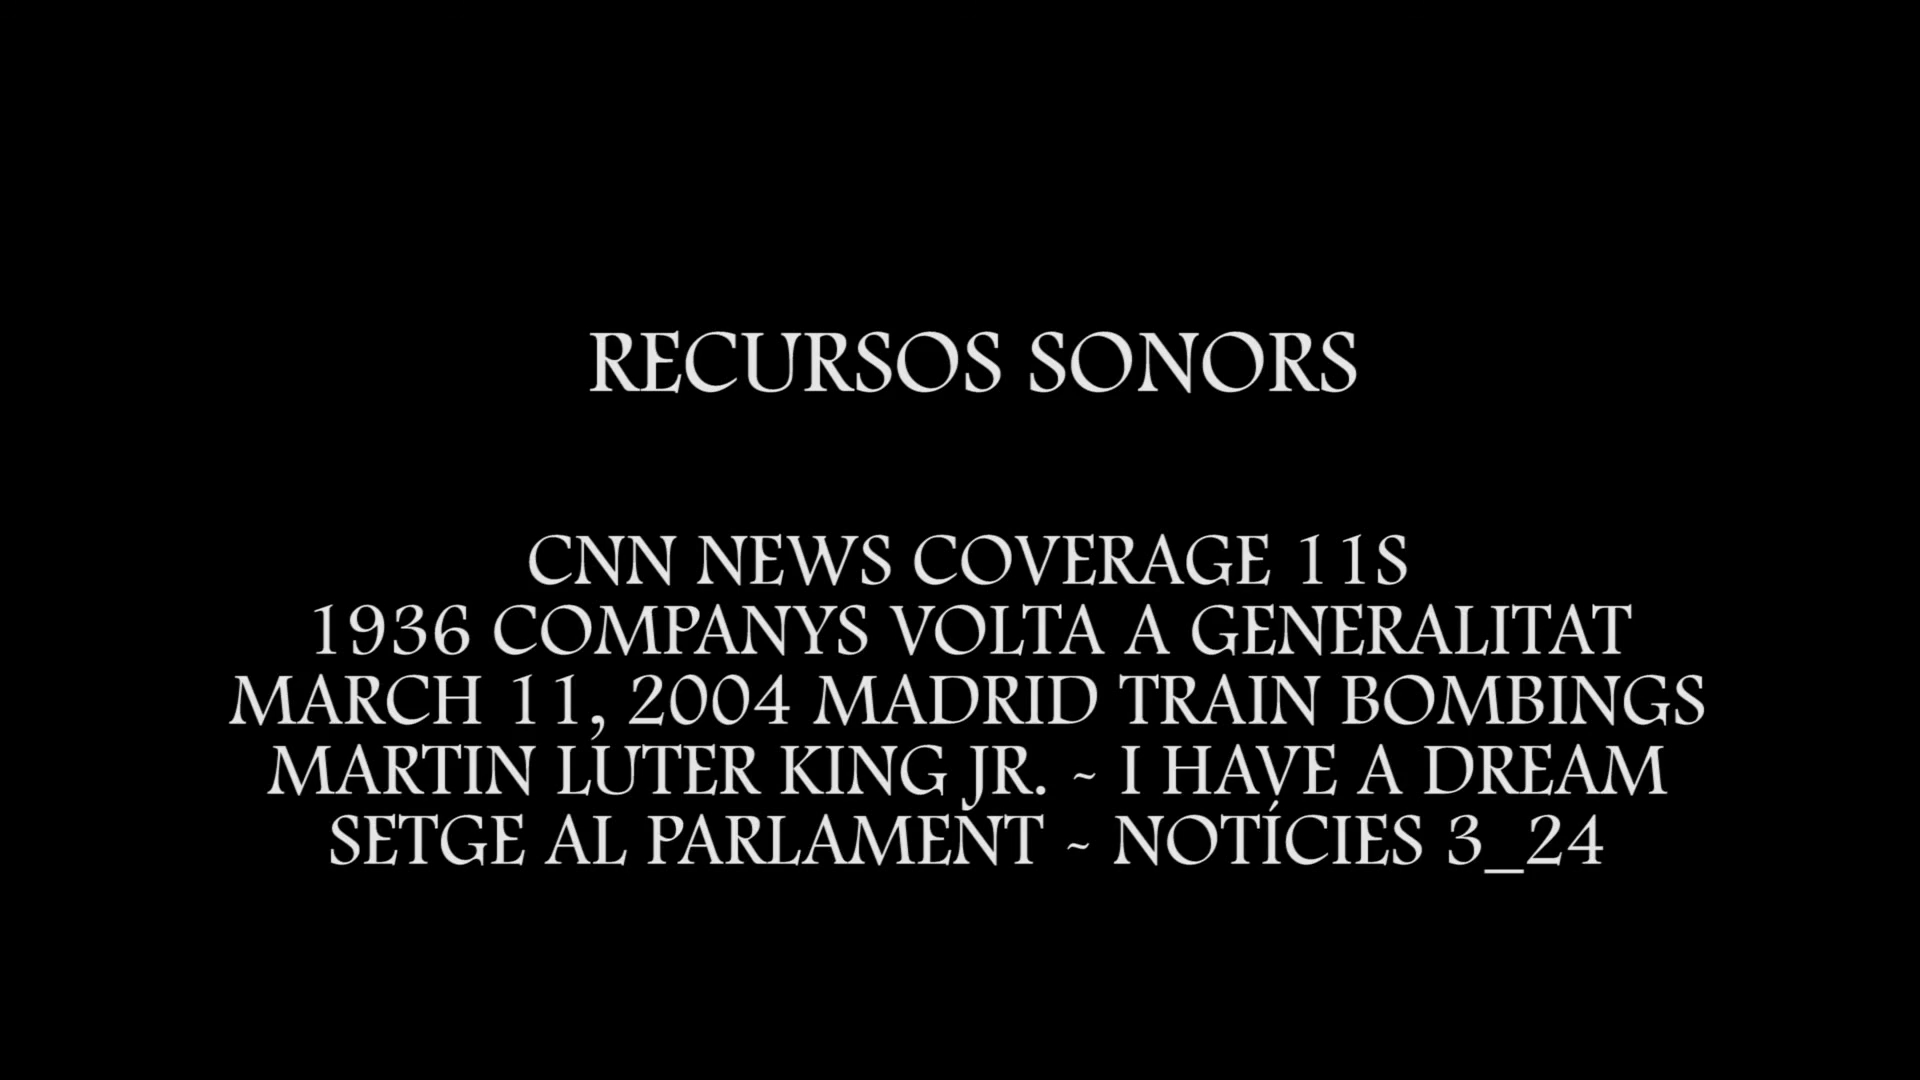 RECURSOS SONORS
CNN NEWS COVERAGE 11S
1936 COMPANYS VOLTA A GENERALITAT
MARCH 11, 2004 MADRID TRAIN BOMBINGS
MARTIN LUTER KING JR. ~ I HAVE A DREAM
SETGE AL PARLAMENT ~ NOTÍCIES 3_24